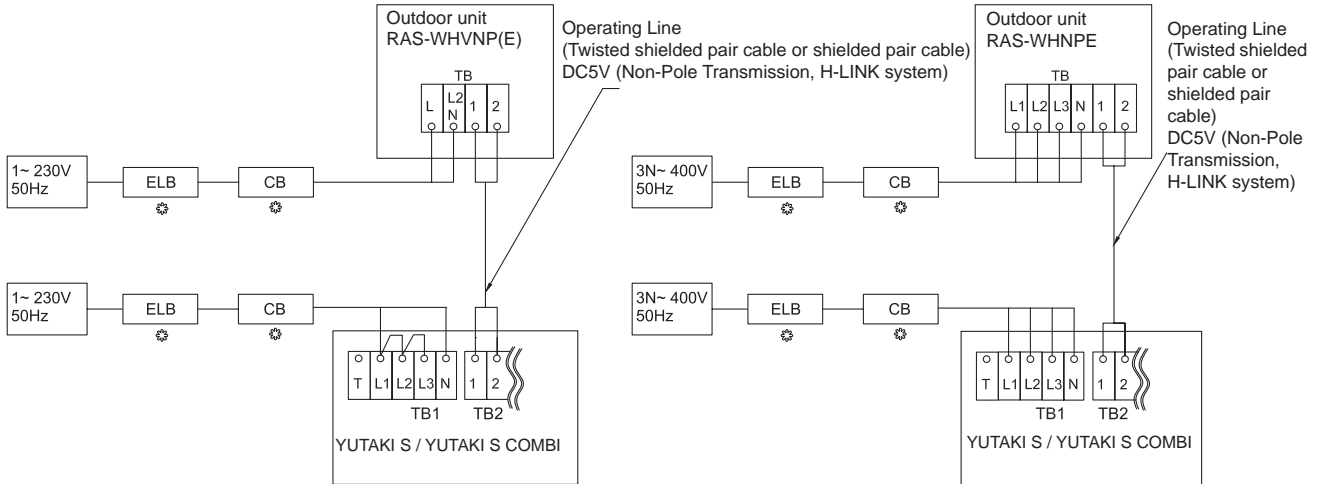 Outdoor unit
RAS-WHVNP(E)
TB
L
L2
N
1
2
Operating Line
(Twisted shielded pair cable or shielded pair cable)
DC5V (Non-Pole Transmission, H-LINK system)
1~ 230V
50Hz
ELB
CB
1~ 230V
50Hz
ELB
CB
T L1 L2 L3 N 1 2
TB1 TB2
YUTAKI S / YUTAKI S COMBI
Outdoor unit
RAS-WHNPE
TB
L1 L2 L3 N 1 2
Operating Line
(Twisted shielded
pair cable or
shielded pair
cable)
DC5V (Non-Pole
Transmission,
H-LINK system)
3N~ 400V
50Hz
ELB
CB
3N~ 400V
50Hz
ELB
CB
T L1 L2 L3 N 1 2
TB1 TB2
YUTAKI S / YUTAKI S COMBI